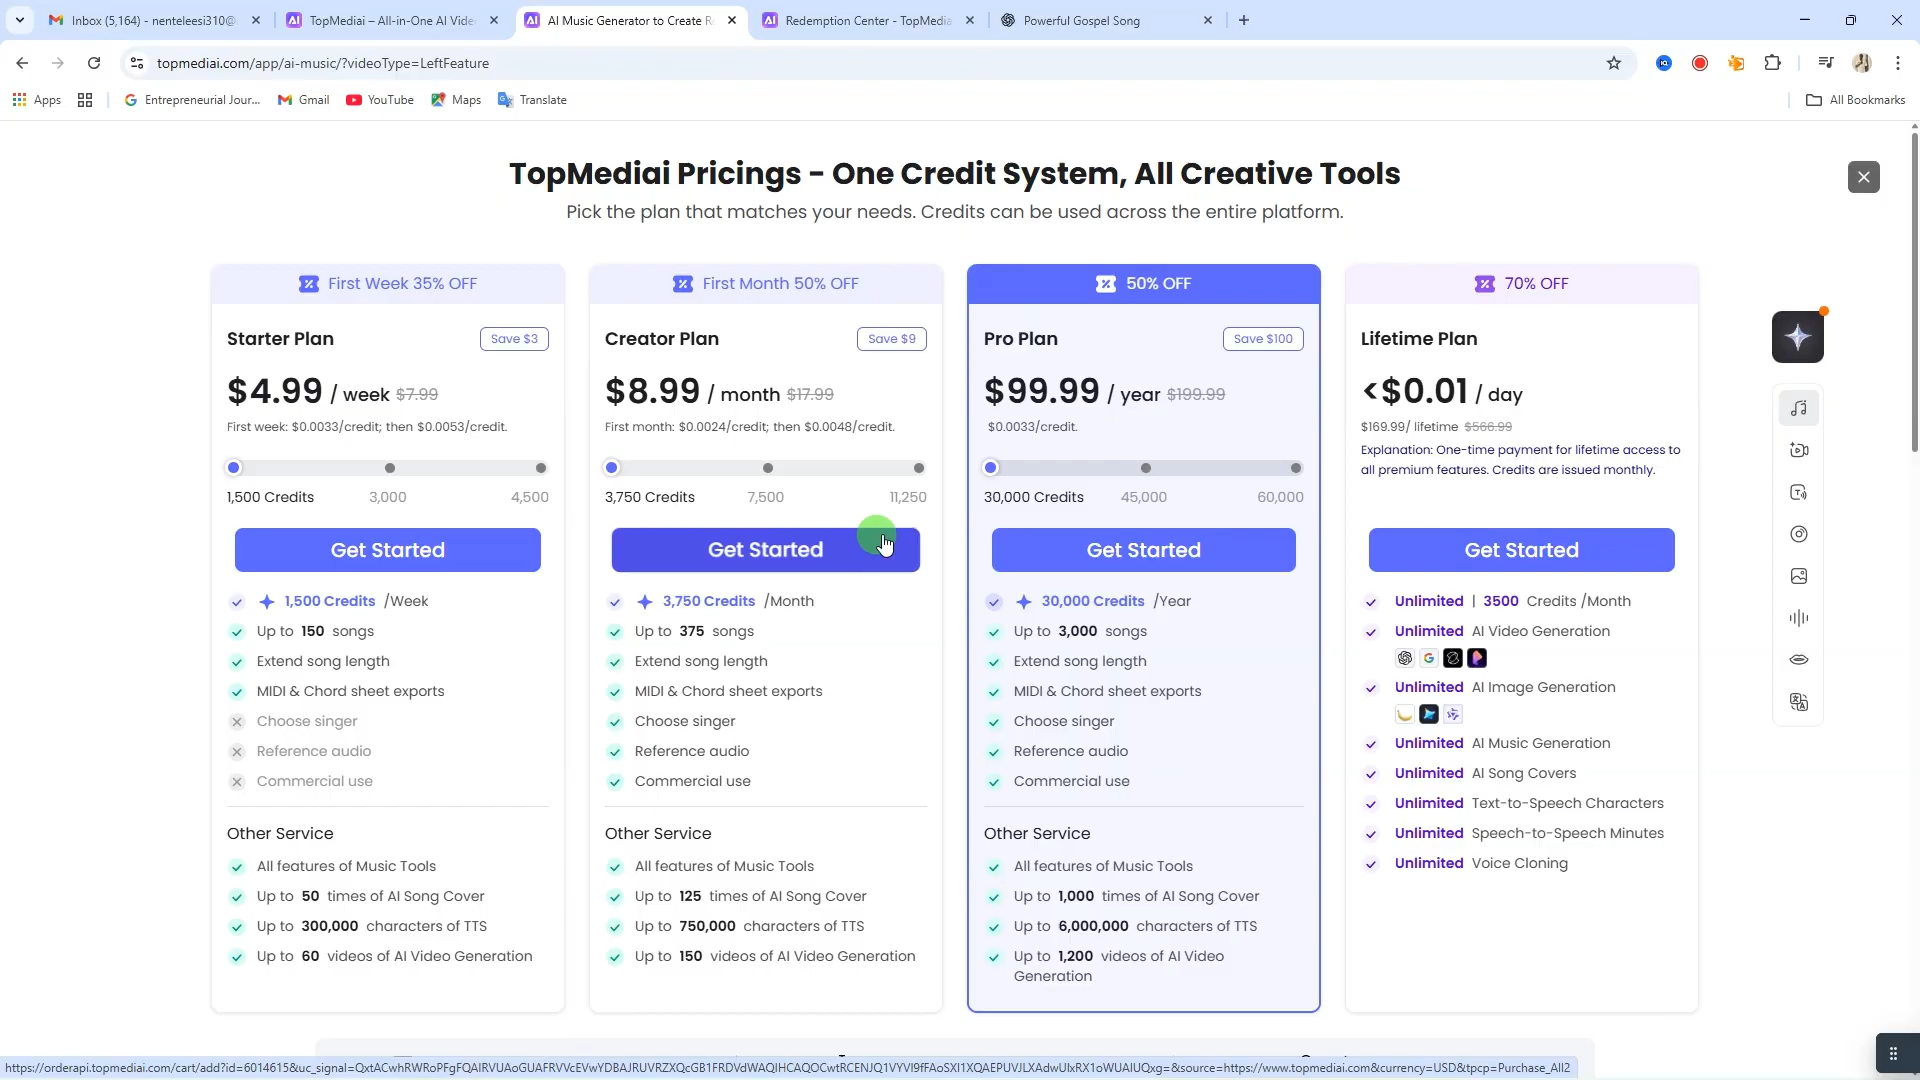 Inbox (5,164) - nenteleesi310@
TopMediai – All-in-One AI Vide
AI Music Generator to Create R
Redemption Center - TopMedia
Powerful Gospel Song
topmediai.com/app/ai-music/?videoType=LeftFeature
Apps
Entrepreneurial Jour...
Gmail
YouTube
Maps
Translate
All Bookmarks
TopMediai Pricings - One Credit System, All Creative Tools
Pick the plan that matches your needs. Credits can be used across the entire platform.
First Week 35% OFF
Starter Plan
Save $3
$4.99 / week $7.99
First week: $0.0033/credit; then $0.0053/credit.
1,500 Credits 3,000 4,500
Get Started
1,500 Credits /Week
Up to 150 songs
Extend song length
MIDI & Chord sheet exports
Choose singer
Reference audio
Commercial use
Other Service
All features of Music Tools
Up to 50 times of AI Song Cover
Up to 300,000 characters of TTS
Up to 60 videos of AI Video Generation
First Month 50% OFF
Creator Plan
Save $9
$8.99 / month $17.99
First month: $0.0024/credit; then $0.0048/credit.
3,750 Credits 7,500 11,250
Get Started
3,750 Credits /Month
Up to 375 songs
Extend song length
MIDI & Chord sheet exports
Choose singer
Reference audio
Commercial use
Other Service
All features of Music Tools
Up to 125 times of AI Song Cover
Up to 750,000 characters of TTS
Up to 150 videos of AI Video Generation
50% OFF
Pro Plan
Save $100
$99.99 / year $199.99
$0.0033/credit.
30,000 Credits 45,000 60,000
Get Started
30,000 Credits /Year
Up to 3,000 songs
Extend song length
MIDI & Chord sheet exports
Choose singer
Reference audio
Commercial use
Other Service
All features of Music Tools
Up to 1,000 times of AI Song Cover
Up to 6,000,000 characters of TTS
Up to 1,200 videos of AI Video
Generation
70% OFF
Lifetime Plan
<$0.01 / day
$169.99/ lifetime $566.99
Explanation: One-time payment for lifetime access to
all premium features. Credits are issued monthly.
Get Started
Unlimited | 3500 Credits /Month
Unlimited AI Video Generation
Unlimited AI Image Generation
Unlimited AI Music Generation
Unlimited AI Song Covers
Unlimited Text-to-Speech Characters
Unlimited Speech-to-Speech Minutes
Unlimited Voice Cloning